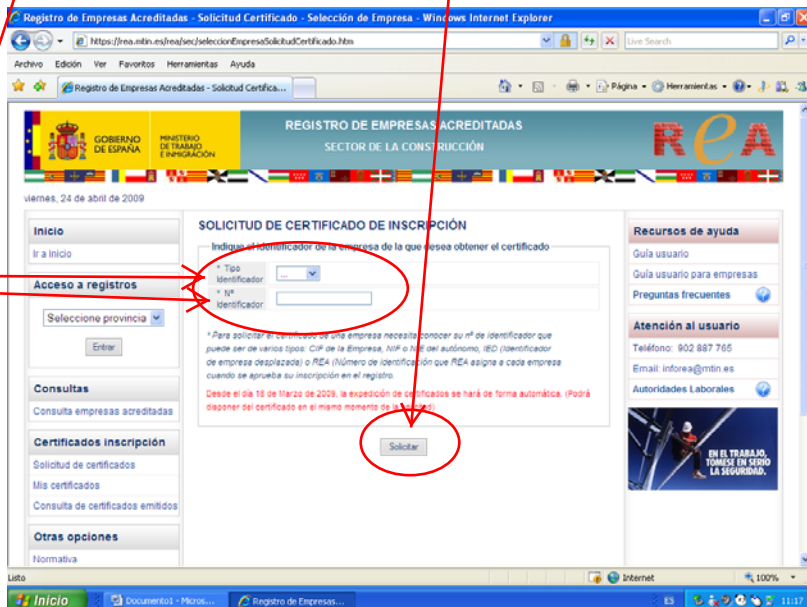 Registro de Empresas Acreditadas - Solicitud Certificado - Selección de Empresa - Windows Internet Explorer
https://rea.mtin.es/rea/sec/seleccionEmpresaSolicitudCertificado.htm
Live Search
Archivo Edición Ver Favoritos Herramientas Ayuda
Registro de Empresas Acreditadas - Solicitud Certifica...
Página Herramientas
GOBIERNO DE ESPAÑA
MINISTERIO DE TRABAJO E INMIGRACIÓN
REGISTRO DE EMPRESAS ACREDITADAS
SECTOR DE LA CONSTRUCCIÓN
ReA
viernes, 24 de abril de 2009
Inicio
Ir a Inicio
Acceso a registros
Seleccione provincia
Entrar
Consultas
Consulta empresas acreditadas
Certificados inscripción
Solicitud de certificados
Mis certificados
Consulta de certificados emitidos
Otras opciones
Normativa
SOLICITUD DE CERTIFICADO DE INSCRIPCIÓN
Indique el identificador de la empresa de la que desea obtener el certificado
* Tipo Identificador
...
* Nº Identificador
* Para solicitar el certificado de una empresa necesita conocer su nº de identificador que
puede ser de varios tipos: CIF de la Empresa, NIF o NIE del autónomo, IED (Identificador
de empresa desplazada) o REA (Número de identificación que REA asigna a cada empresa
cuando se aprueba su inscripción en el registro.
Desde el día 18 de Marzo de 2009, la expedición de certificados se hará de forma automática. (Podrá
disponer del certificado en el mismo momento de la solicitud)
Solicitar
Recursos de ayuda
Guía usuario
Guía usuario para empresas
Preguntas frecuentes
Atención al usuario
Teléfono: 902 887 765
Email: inforea@mtin.es
Autoridades Laborales
EN EL TRABAJO,
TOMESE EN SERIO
LA SEGURIDAD.
Listo
Internet
100%
Inicio
Documento1 - Micros...
Registro de Empresas...
ES
11:17